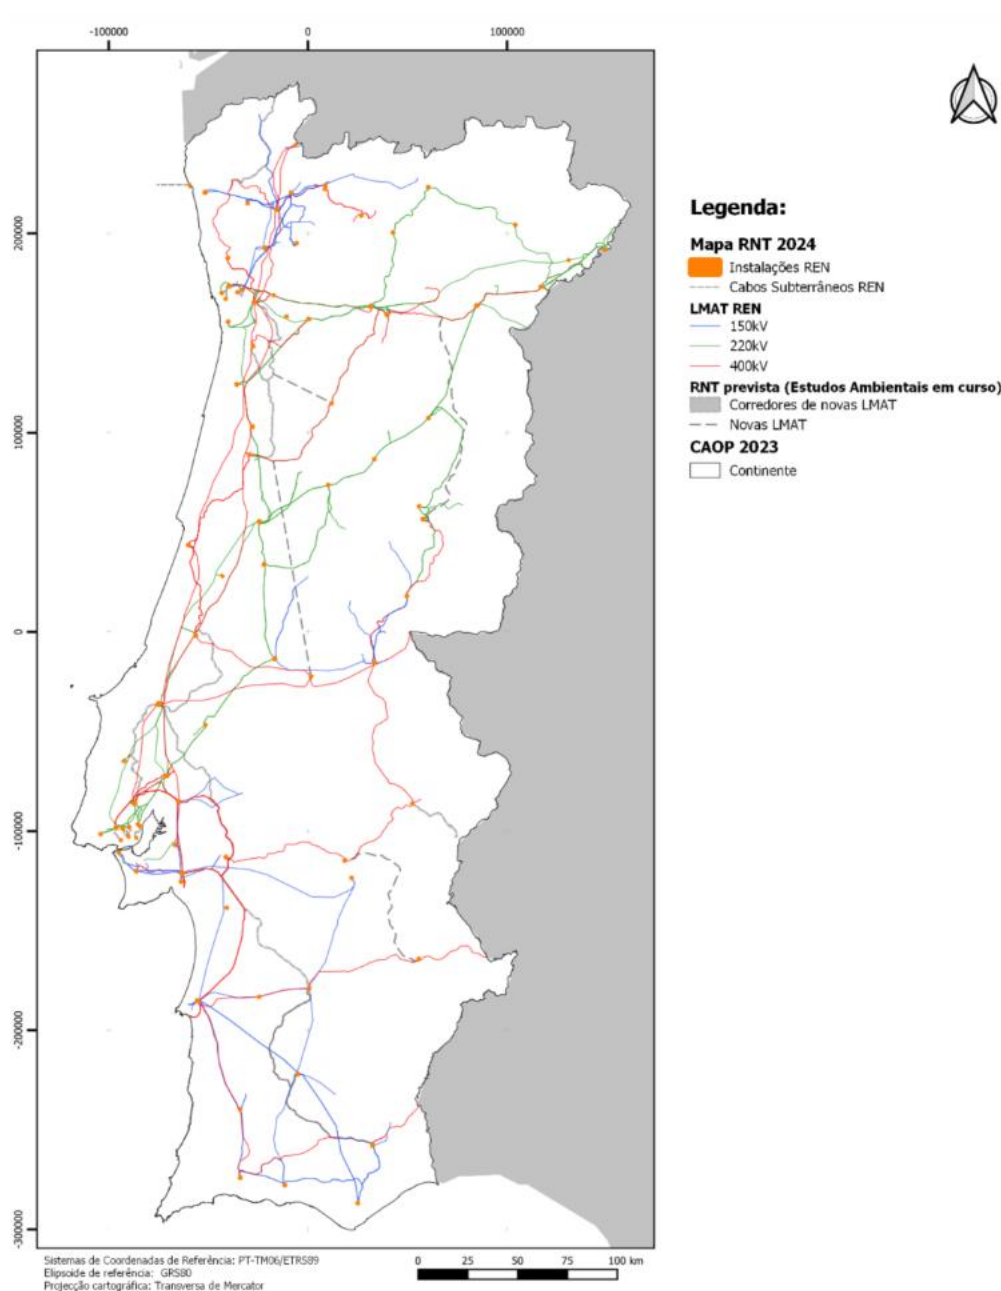 -100000
0
100000
200000
100000
0
-100000
-200000
-300000
Legenda:
Mapa RNT 2024
Instalações REN
Cabos Subterrâneos REN
LMAT REN
150kV
220kV
400kV
RNT prevista (Estudos Ambientais em curso)
Corredores de novas LMAT
Novas LMAT
CAOP 2023
Continente
Sistemas de Coordenadas de Referência: PT-TM06/ETRS89
Elipsoide de referência: GRS80
Projecção cartográfica: Transversa de Mercator
0 25 50 75 100 km